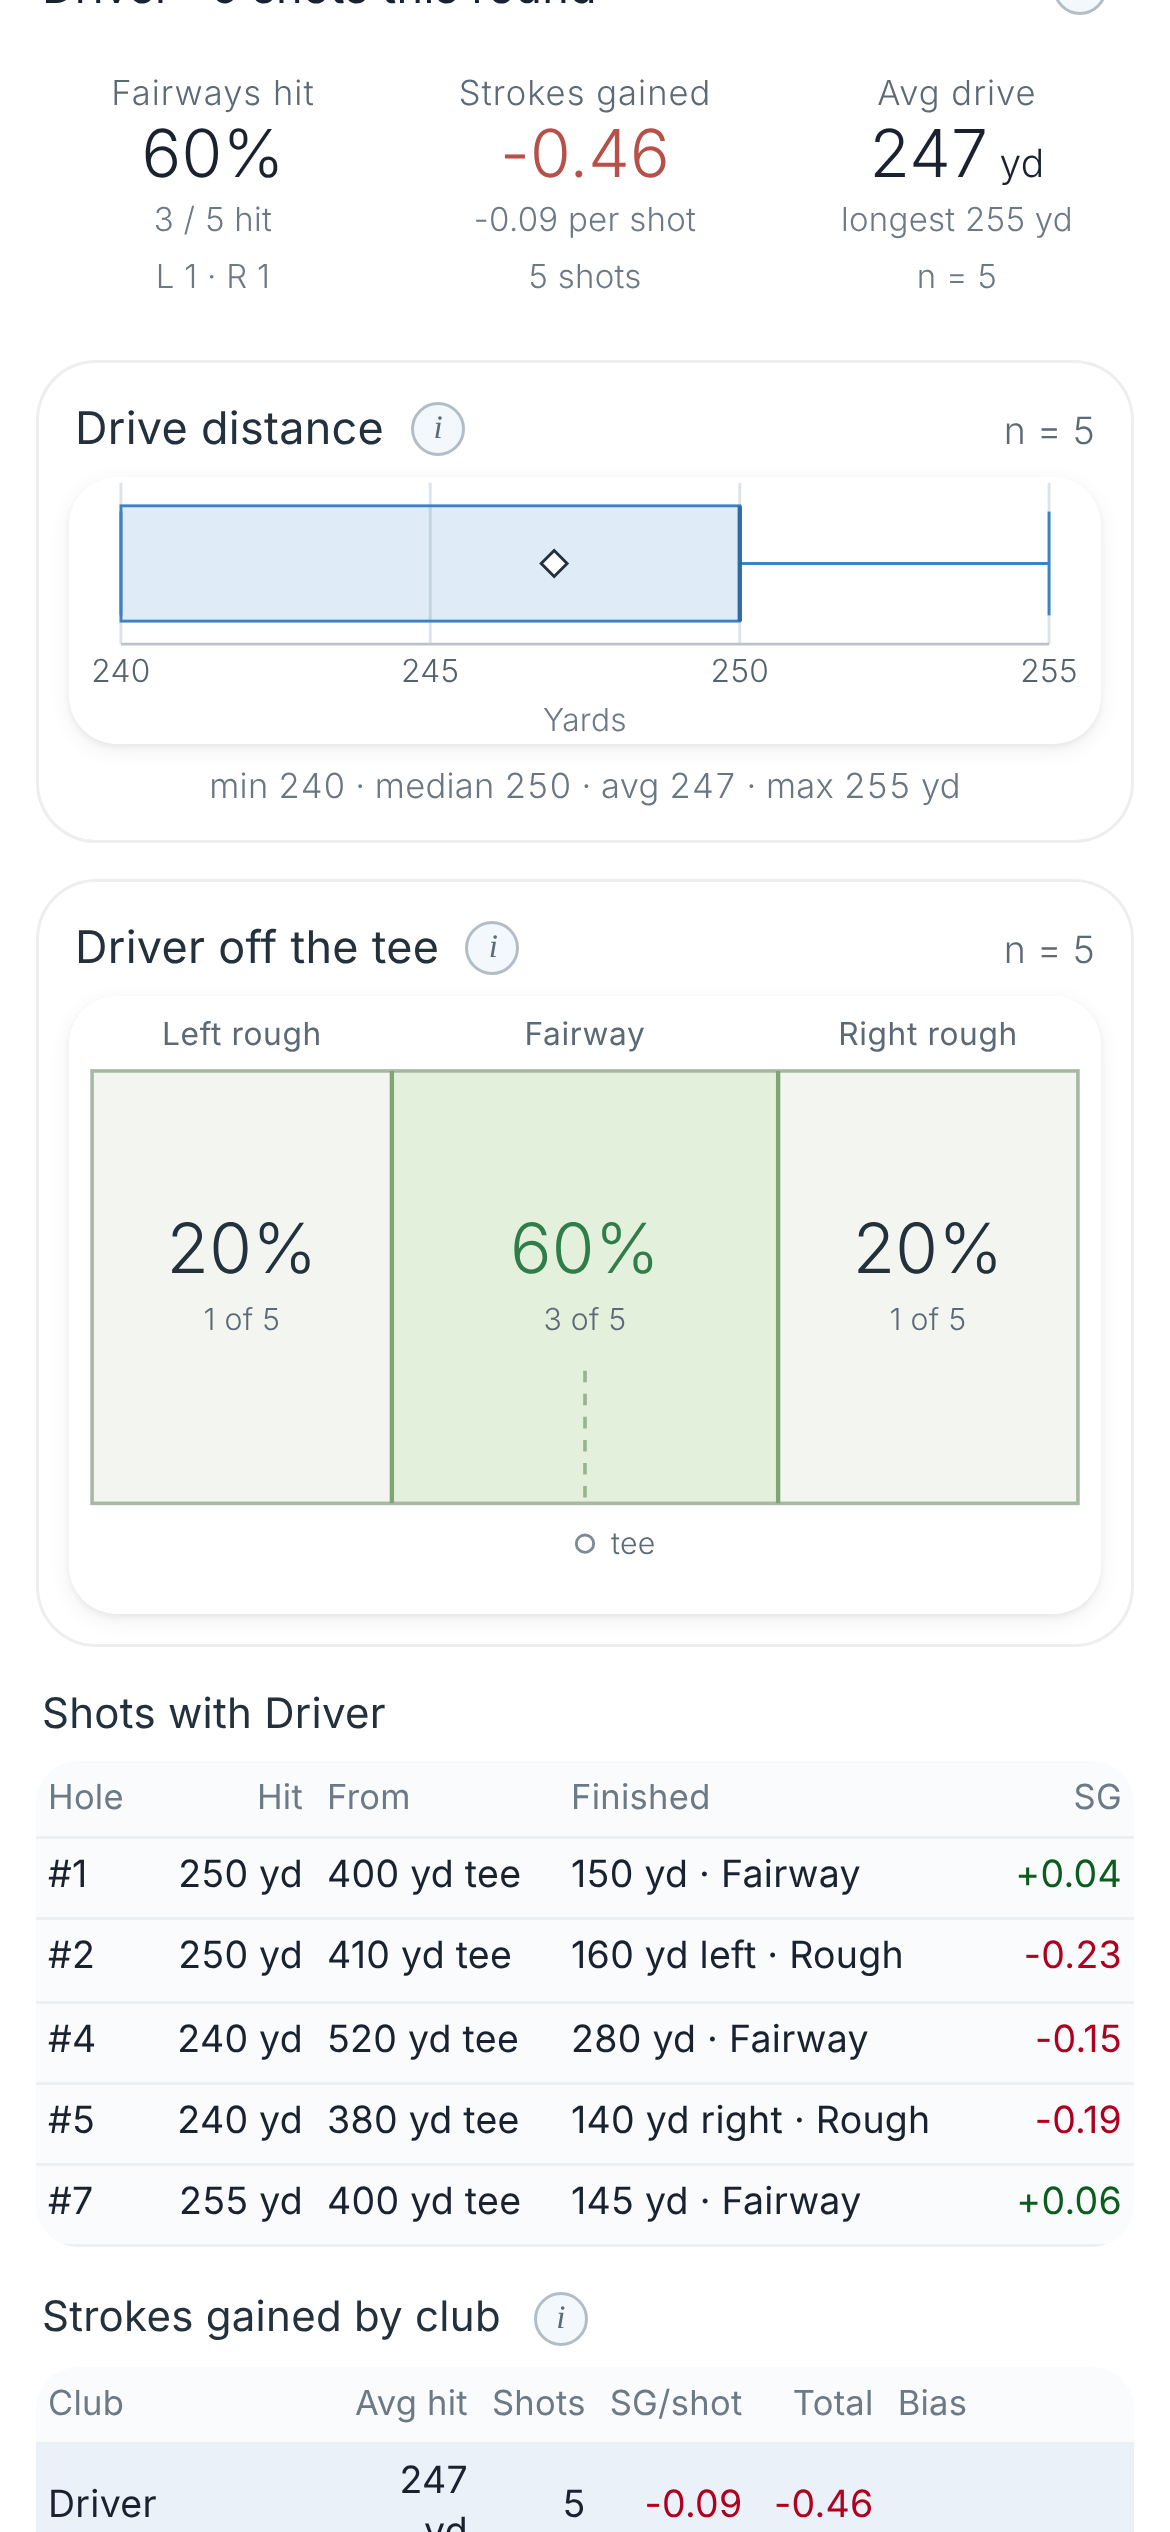 Driver · 5 shots this round
Fairways hit
60%
3 / 5 hit
L 1 · R 1
Strokes gained
-0.46
-0.09 per shot
5 shots
Avg drive
247 yd
longest 255 yd
n = 5
Drive distance i n = 5
240 245 250 255
Yards
min 240 · median 250 · avg 247 · max 255 yd
Driver off the tee i n = 5
Left rough Fairway Right rough
20% 60% 20%
1 of 5 3 of 5 1 of 5
tee
Shots with Driver
Hole Hit From Finished SG
#1 250 yd 400 yd tee 150 yd · Fairway +0.04
#2 250 yd 410 yd tee 160 yd left · Rough -0.23
#4 240 yd 520 yd tee 280 yd · Fairway -0.15
#5 240 yd 380 yd tee 140 yd right · Rough -0.19
#7 255 yd 400 yd tee 145 yd · Fairway +0.06
Strokes gained by club i
Club Avg hit Shots SG/shot Total Bias
Driver 247 yd 5 -0.09 -0.46